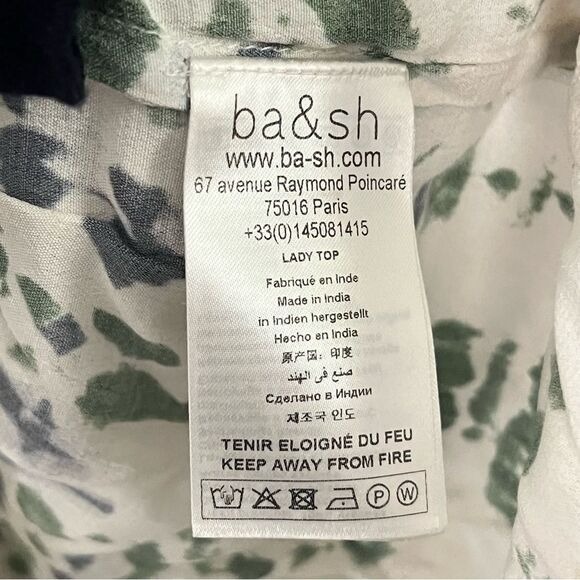 ba&sh
www.ba-sh.com
67 avenue Raymond Poincaré
75016 Paris
+33(0)145081415
LADY TOP
Fabriqué en Inde
Made in India
in Indien hergestellt
Hecho en India
原产国：印度
صنع في الهند
Сделано в Индии
제조국 인도
TENIR ELOIGNÉ DU FEU
KEEP AWAY FROM FIRE
P W